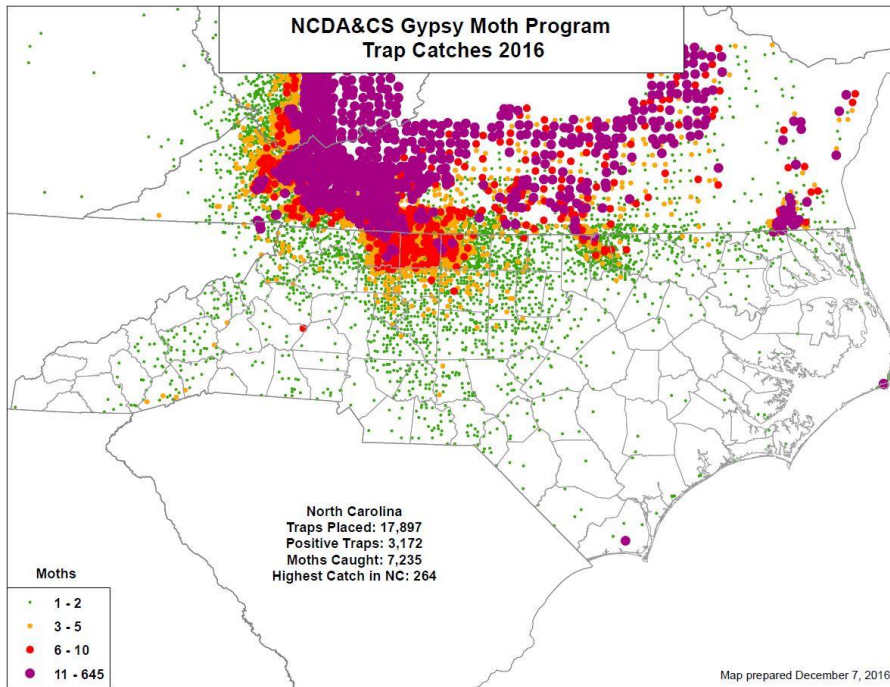 NCDA&CS Gypsy Moth Program
Trap Catches 2016
North Carolina
Traps Placed: 17,897
Positive Traps: 3,172
Moths Caught: 7,235
Highest Catch in NC: 264
Moths
1 - 2
3 - 5
6 - 10
11 - 645
Map prepared December 7, 2016